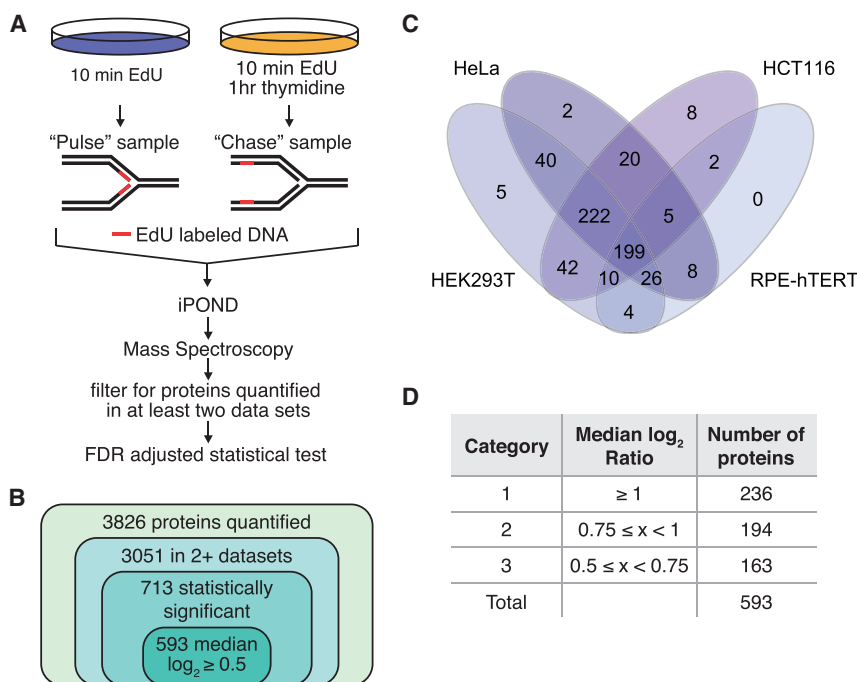 A
10 min EdU
10 min EdU
1hr thymidine
“Pulse” sample
“Chase” sample
EdU labeled DNA
iPOND
Mass Spectroscopy
filter for proteins quantified
in at least two data sets
FDR adjusted statistical test
B
3826 proteins quantified
3051 in 2+ datasets
713 statistically
significant
593 median
log2 ≥ 0.5
C
HeLa
HCT116
2
8
40
20
2
5
0
222
5
199
HEK293T
42
10
26
8
RPE-hTERT
4
D
Category
Median log2
Ratio
Number of
proteins
1
≥ 1
236
2
0.75 ≤ x < 1
194
3
0.5 ≤ x < 0.75
163
Total
593